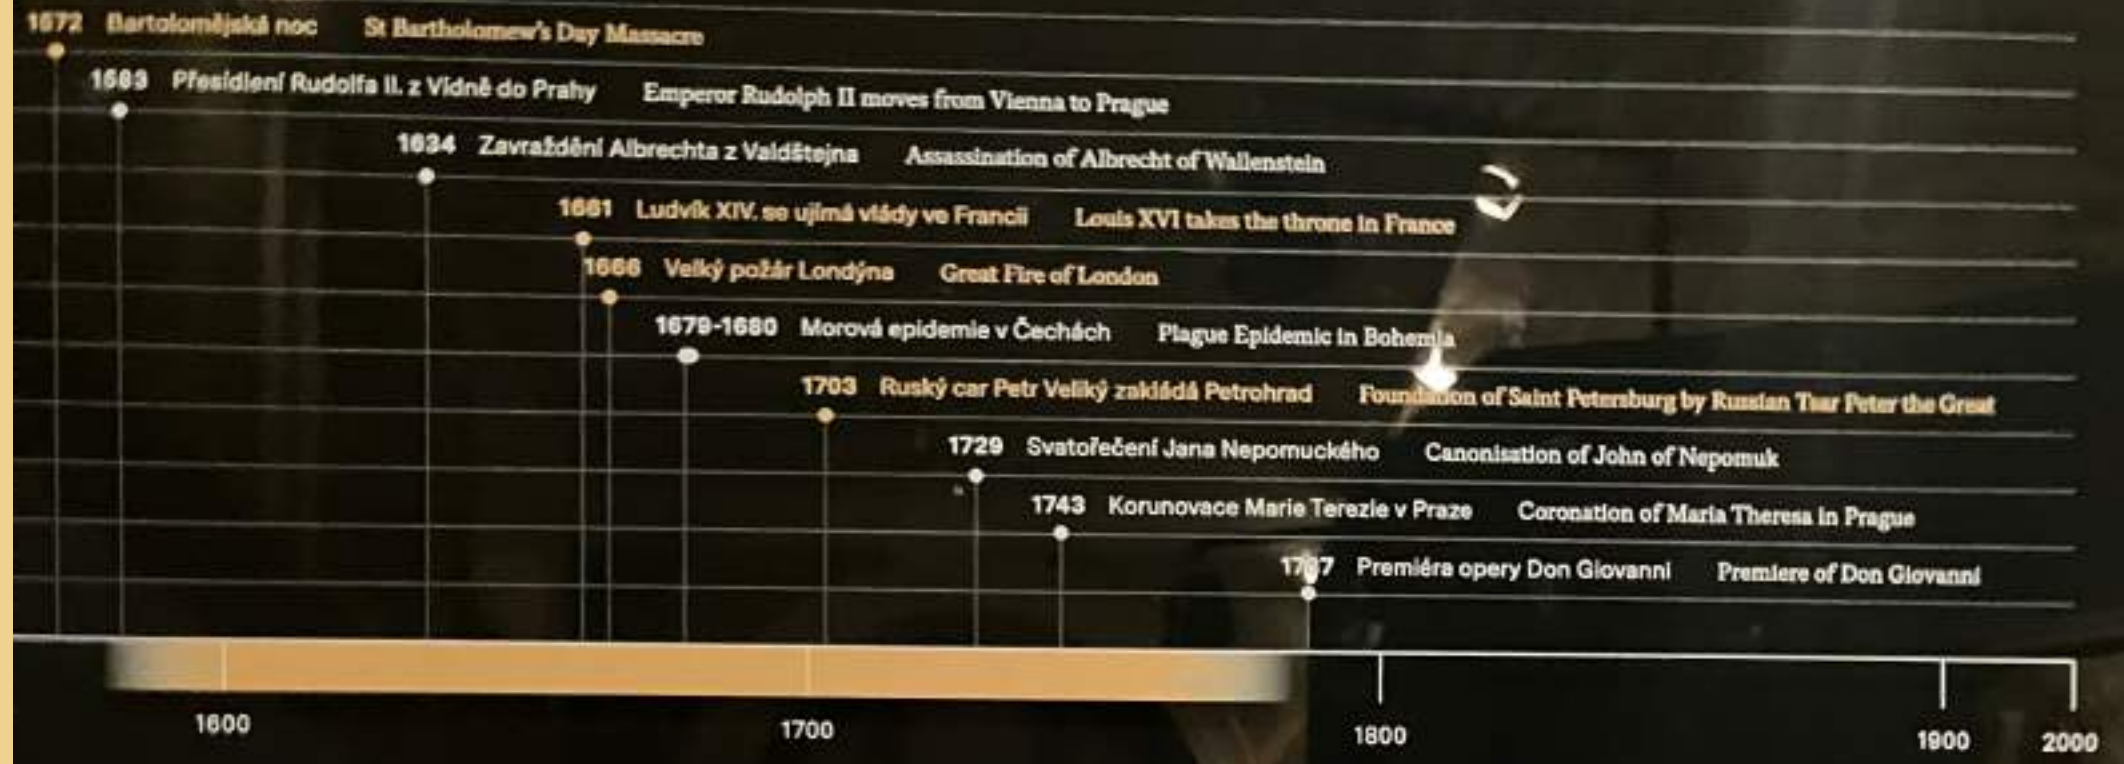 1572 Bartolomějská noc St Bartholomew's Day Massacre
1583 Přesídlení Rudolfa II. z Vídně do Prahy Emperor Rudolph II moves from Vienna to Prague
1634 Zavraždění Albrechta z Valdštejna Assassination of Albrecht of Wallenstein
1661 Ludvík XIV. se ujímá vlády ve Francii Louis XVI takes the throne in France
1666 Velký požár Londýna Great Fire of London
1679-1680 Morová epidemie v Čechách Plague Epidemic in Bohemia
1703 Ruský car Petr Veliký zakládá Petrohrad Foundation of Saint Petersburg by Russian Tsar Peter the Great
1729 Svatořečení Jana Nepomuckého Canonisation of John of Nepomuk
1743 Korunovace Marie Terezie v Praze Coronation of Maria Theresa in Prague
Premiéra opery Don Giovanni Premiere of Don Giovanni
1600 1700 1800 1900 2000